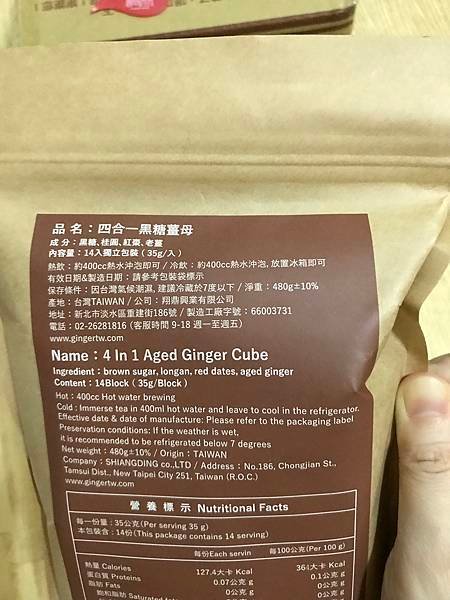 品名：四合一黑糖薑母
成分：黑糖、桂圓、紅棗、老薑
內容量：14入獨立包裝（35g/入）
熱飲：約400cc熱水沖泡即可 / 冷飲：約400cc熱水沖泡，放置冰箱即可
有效日期&製造日期：請參考包裝袋標示
保存條件：因台灣氣候潮濕，建議冷藏於7度以下 / 淨重：480g±10%
產地：台灣TAIWAN / 公司：翔鼎興業有限公司
地址：新北市淡水區重建街186號 / 製造工廠字號：66003731
電話：02-26281816 (客服時間 9-18 週一至週五)
www.gingertw.com
Name：4 In 1 Aged Ginger Cube
Ingredient：brown sugar, longan, red dates, aged ginger
Content：14Block（35g/Block）
Hot：400cc Hot water brewing
Cold：Immerse tea in 400ml hot water and leave to cool in the refrigerator.
Effective date & date of manufacture: Please refer to the packaging label
Preservation conditions: If the weather is wet,
it is recommended to be refrigerated below 7 degrees
Net weight：480g±10% / Origin：TAIWAN
Company：SHIANGDING co.,LTD / Address：No.186, Chongjian St.,
Tamsui Dist., New Taipei City 251, Taiwan (R.O.C.)
www.gingertw.com
營養標示 Nutritional Facts
每一份量：35公克(Per serving 35 g)
本包裝含：14份(This package contains 14 serving)
每份Each servin 每100公克(Per 100 g)
熱量 Calories 127.4大卡 Kcal 364大卡 Kcal
蛋白質 Proteins 0.07公克 g 0.1公克 g
脂肪 Fats 0公克 g 0公克 g
飽和脂肪 Saturated 0公克 g 0公克 g